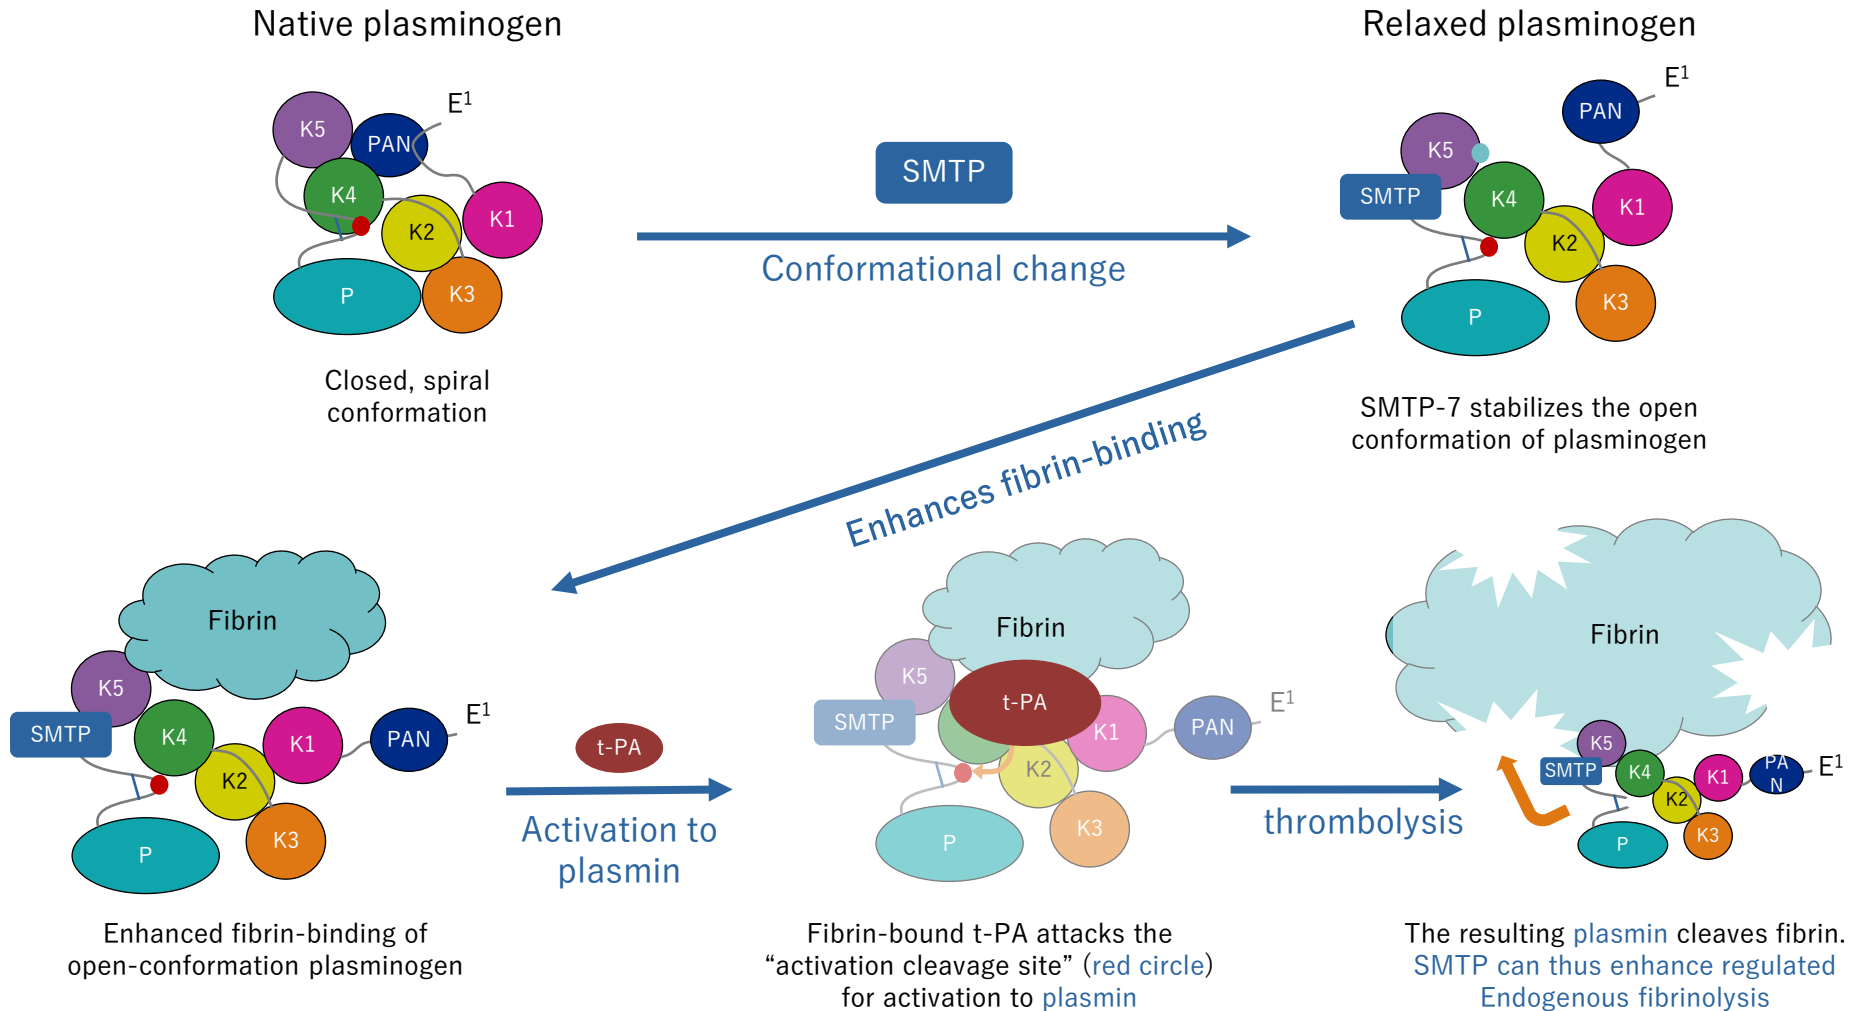 Native plasminogen
Relaxed plasminogen
K5
PAN
E¹
K4
K2
K1
P
K3
Closed, spiral
conformation
SMTP
Conformational change
PAN
E¹
K5
SMTP
K4
K1
K2
K3
P
SMTP-7 stabilizes the open
conformation of plasminogen
Enhances fibrin-binding
Fibrin
K5
SMTP
K4
K2
K1
PAN
E¹
K3
P
Enhanced fibrin-binding of
open-conformation plasminogen
t-PA
Activation to
plasmin
Fibrin
K5
SMTP
t-PA
K1
PAN
E¹
K2
K3
P
Fibrin-bound t-PA attacks the
“activation cleavage site” (red circle)
for activation to plasmin
thrombolysis
Fibrin
K5
SMTP
K4
K2
K1
PA
N
E¹
K3
P
The resulting plasmin cleaves fibrin.
SMTP can thus enhance regulated
Endogenous fibrinolysis